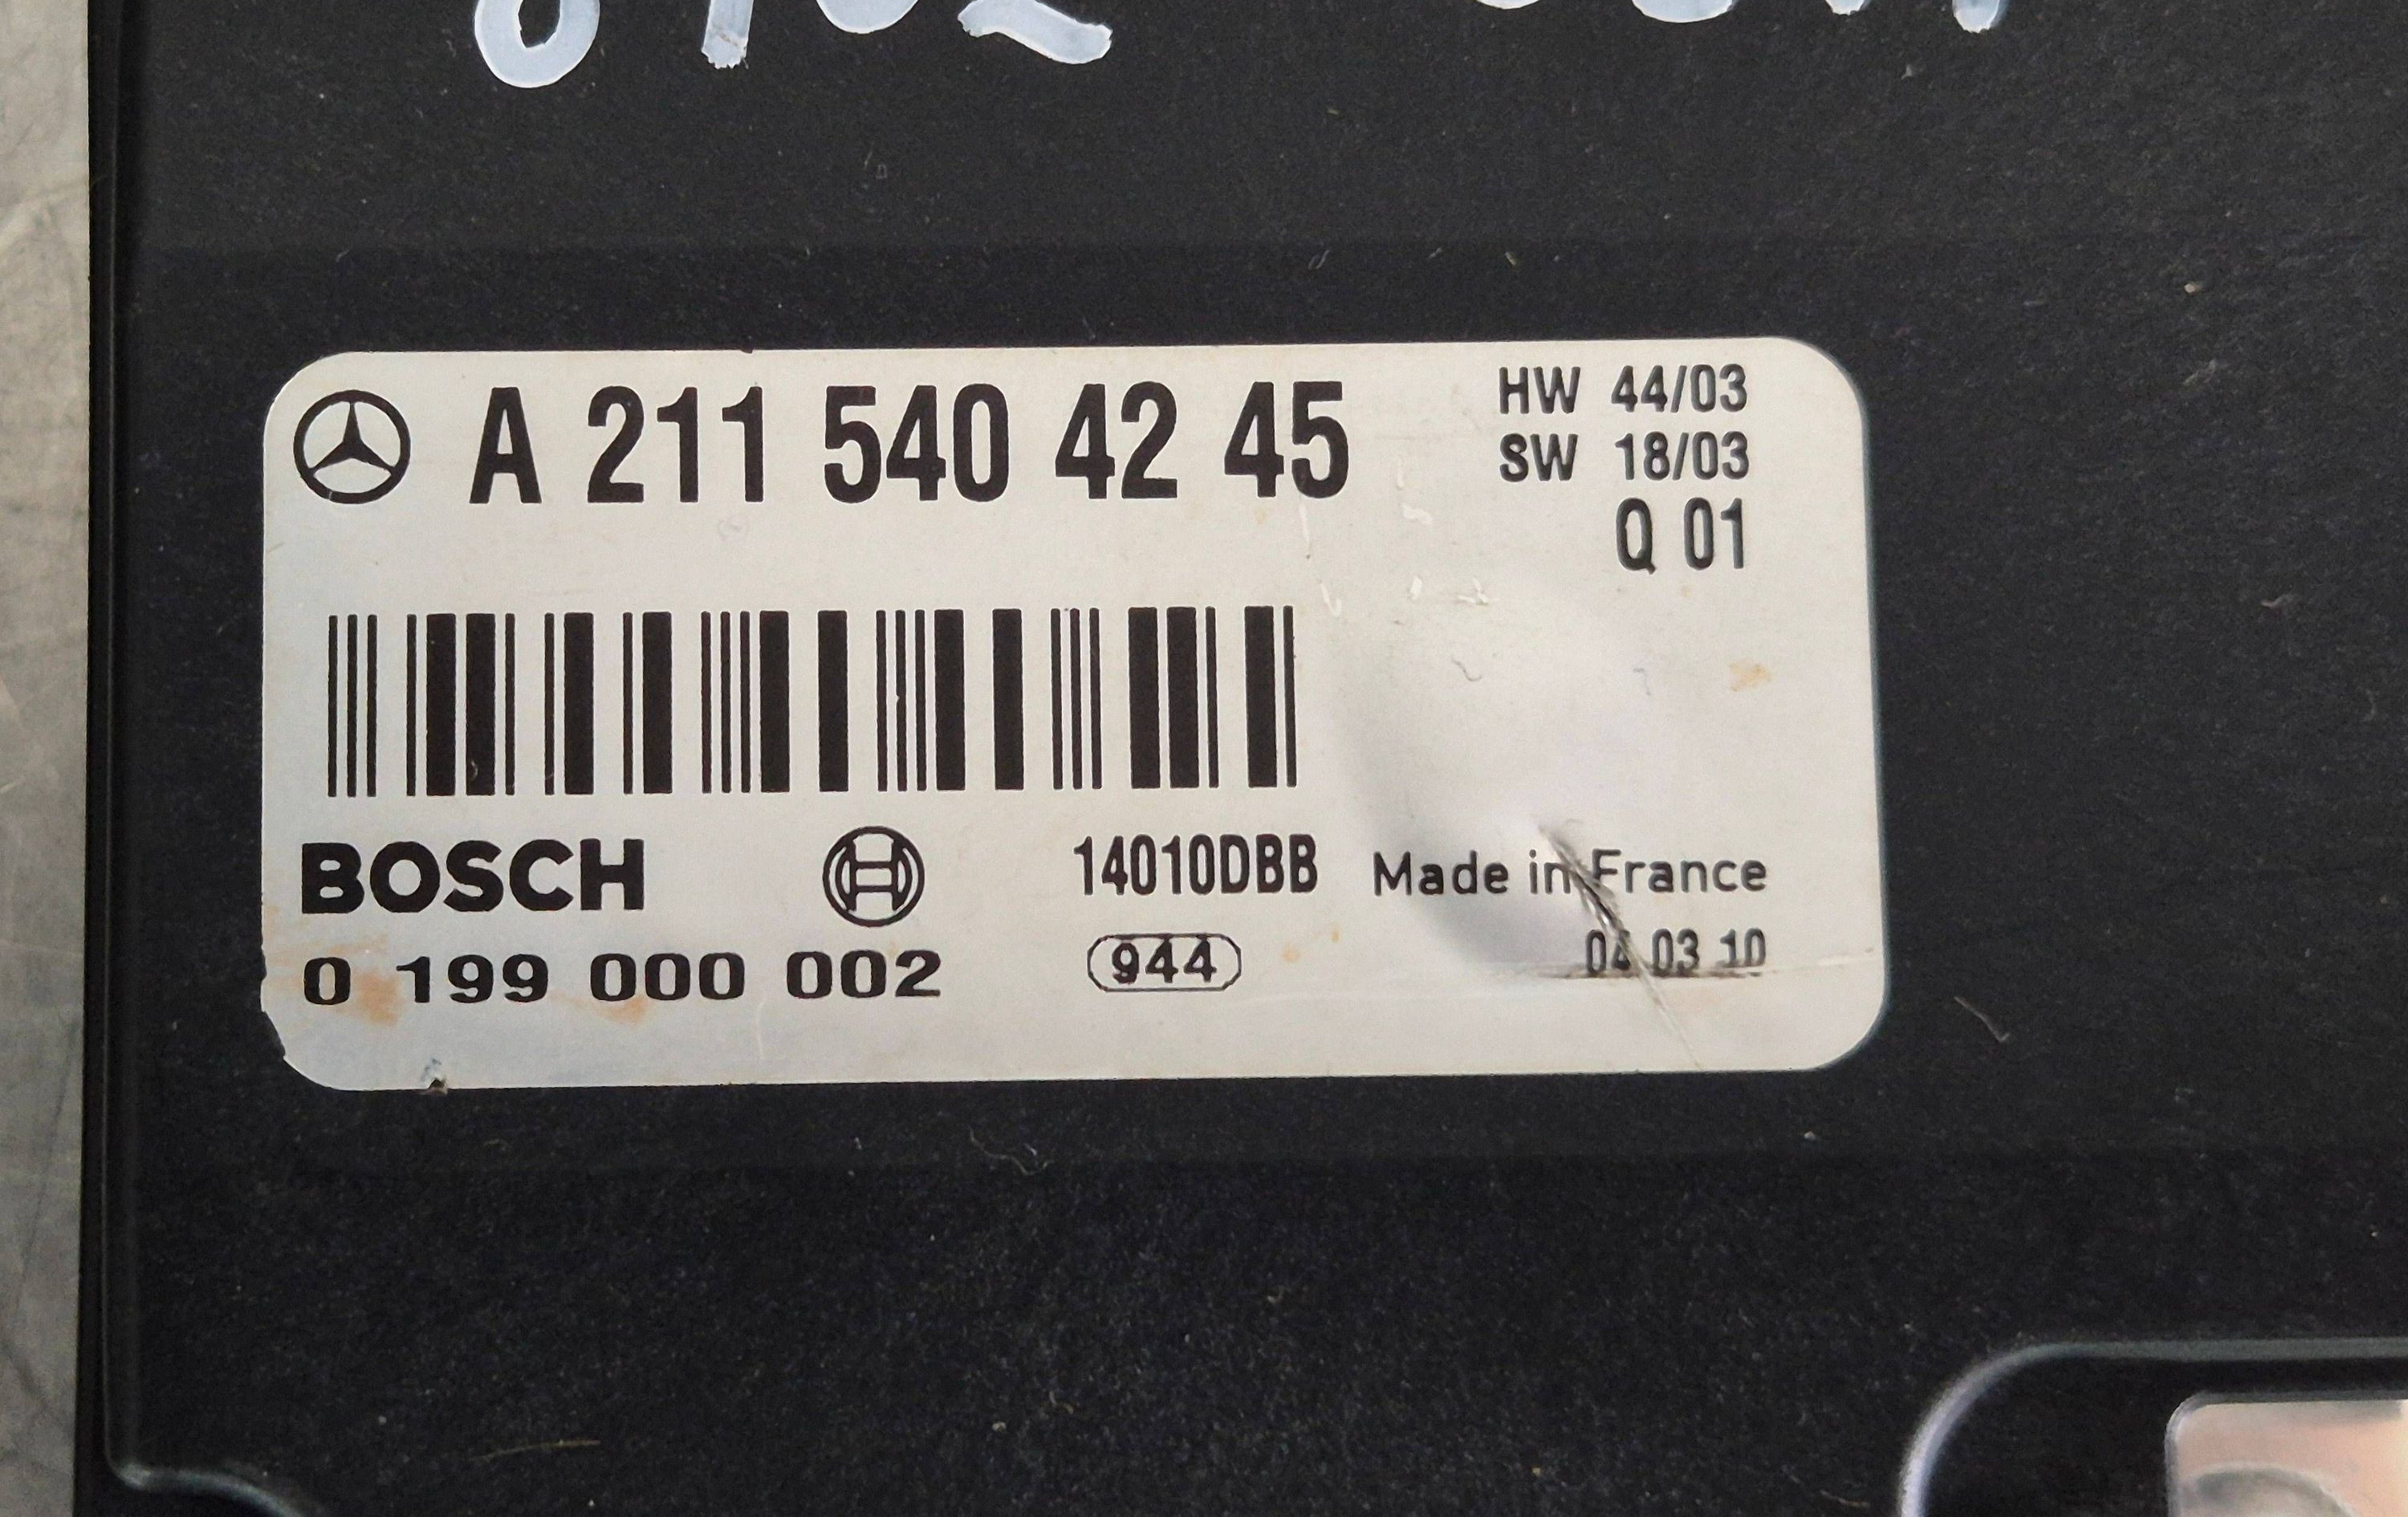 A 211 540 42 45
HW 44/03
SW 18/03
Q 01
BOSCH
14010DBB
Made in France
0 199 000 002
944
04 03 10